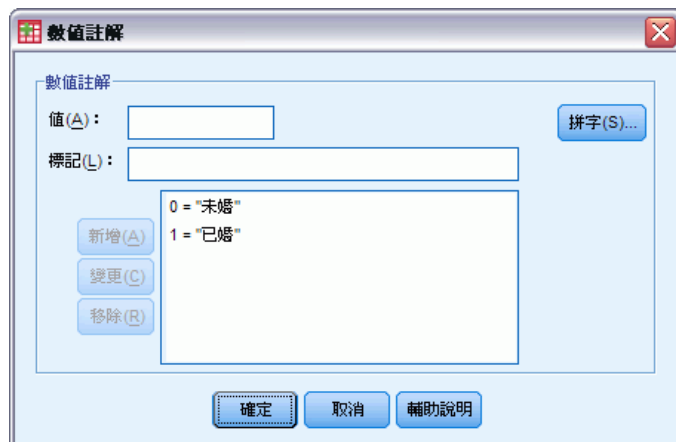 數值註解
數值註解
值(A)：
拼字(S)...
標記(L)：
0 = "未婚"
1 = "已婚"
新增(A)
變更(C)
移除(R)
確定
取消
輔助說明